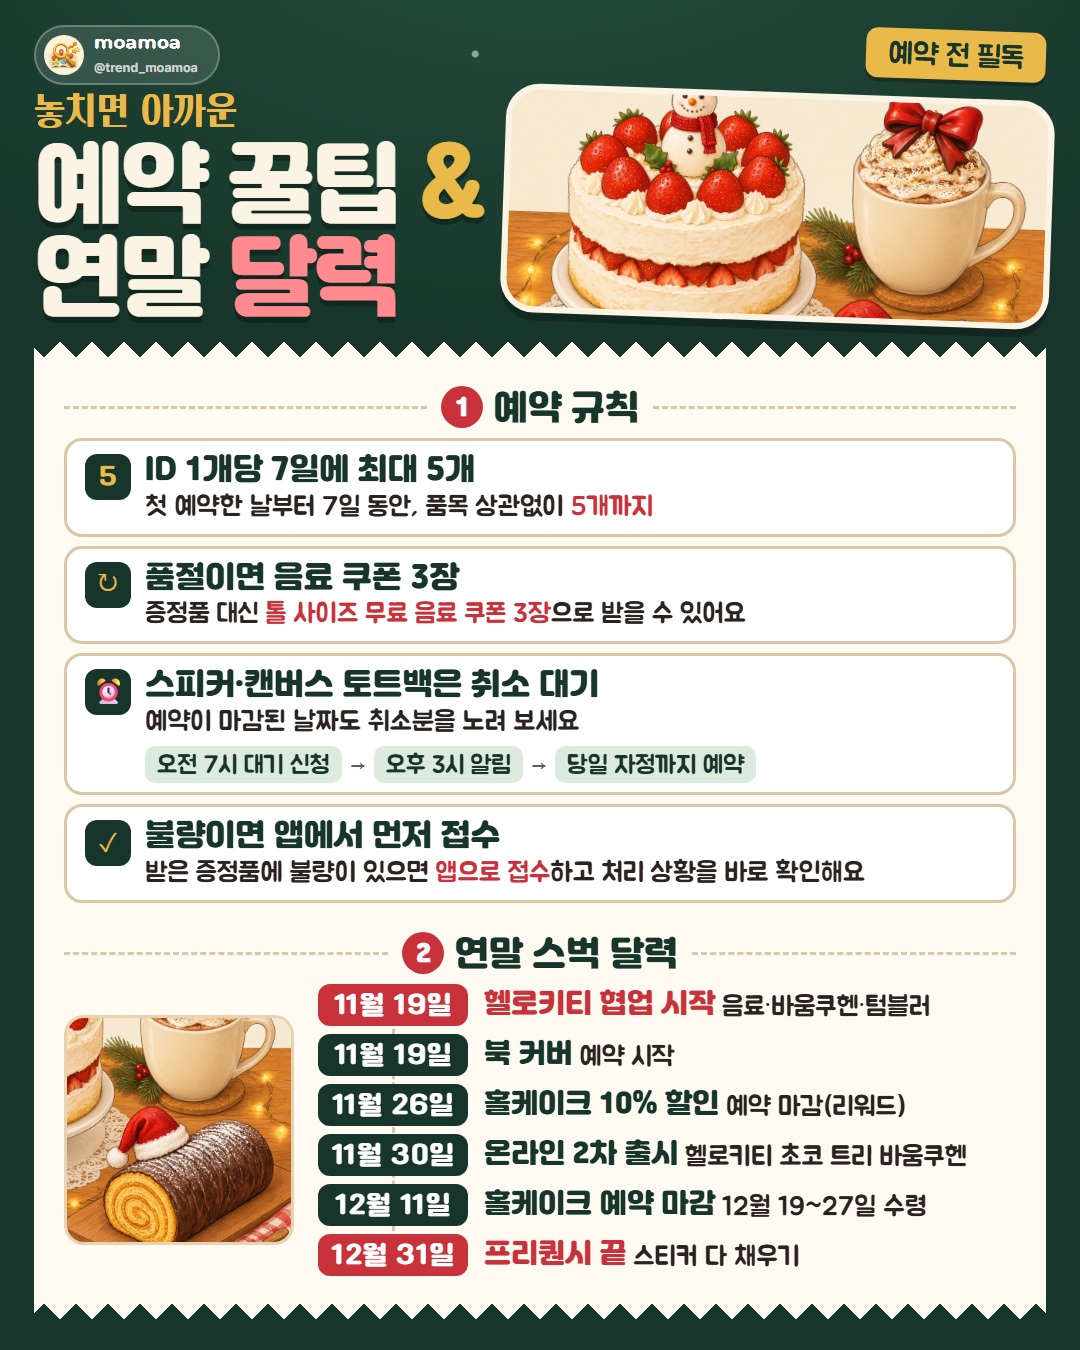 moamoa
@trend_moamoa
예약 전 필독
놓치면 아까운
예약 꿀팁 &
연말 달력
1 예약 규칙
5
ID 1개당 7일에 최대 5개
첫 예약한 날부터 7일 동안, 품목 상관없이 5개까지
↻
품절이면 음료 쿠폰 3장
증정품 대신 톨 사이즈 무료 음료 쿠폰 3장으로 받을 수 있어요
스피커·캔버스 토트백은 취소 대기
예약이 마감된 날짜도 취소분을 노려 보세요
오전 7시 대기 신청 → 오후 3시 알림 → 당일 자정까지 예약
✓
불량이면 앱에서 먼저 접수
받은 증정품에 불량이 있으면 앱으로 접수하고 처리 상황을 바로 확인해요
2 연말 스벅 달력
11월 19일 헬로키티 협업 시작 음료·바움쿠헨·텀블러
11월 19일 북 커버 예약 시작
11월 26일 홀케이크 10% 할인 예약 마감(리워드)
11월 30일 온라인 2차 출시 헬로키티 초코 트리 바움쿠헨
12월 11일 홀케이크 예약 마감 12월 19~27일 수령
12월 31일 프리퀀시 끝 스티커 다 채우기